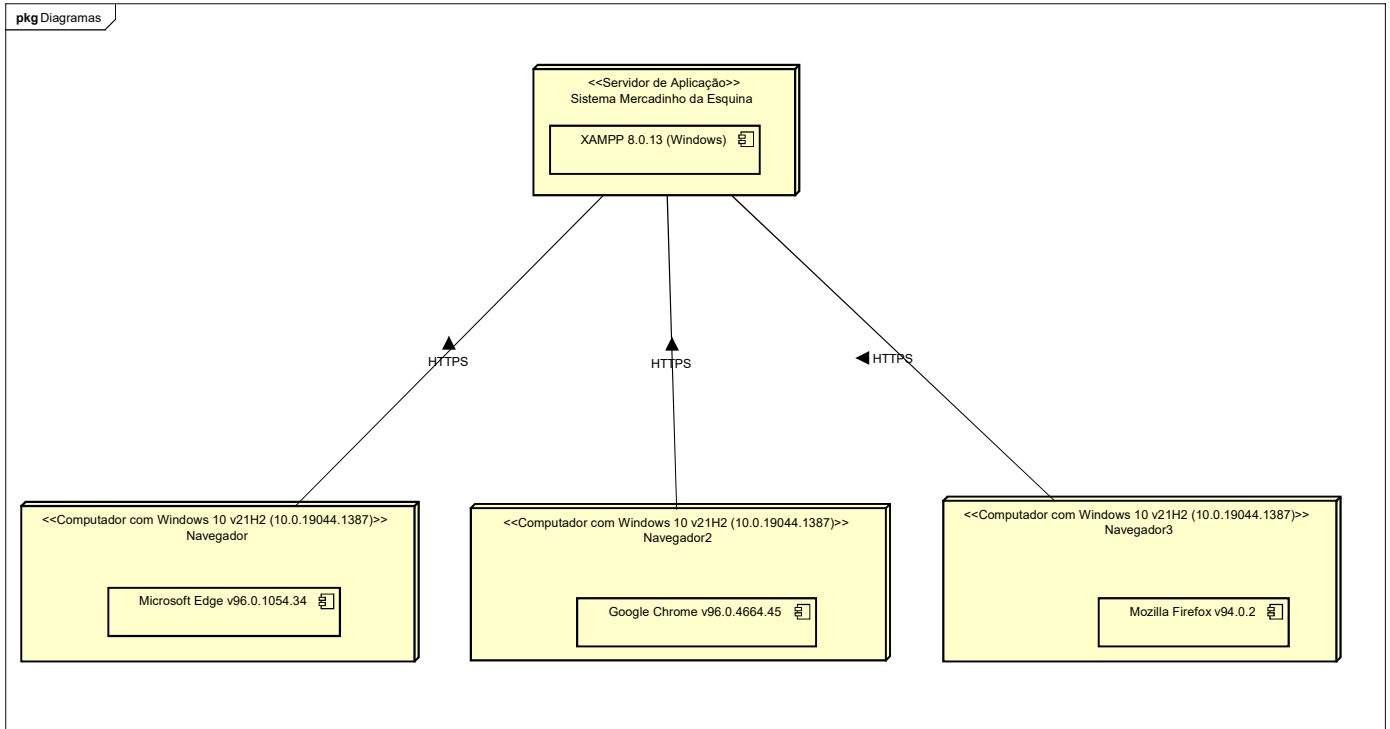 pkg Diagramas
<<Servidor de Aplicação>>
Sistema Mercadinho da Esquina
XAMPP 8.0.13 (Windows)
HTTPS
HTTPS
HTTPS
<<Computador com Windows 10 v21H2 (10.0.19044.1387)>>
Navegador
Microsoft Edge v96.0.1054.34
<<Computador com Windows 10 v21H2 (10.0.19044.1387)>>
Navegador2
Google Chrome v96.0.4664.45
<<Computador com Windows 10 v21H2 (10.0.19044.1387)>>
Navegador3
Mozilla Firefox v94.0.2